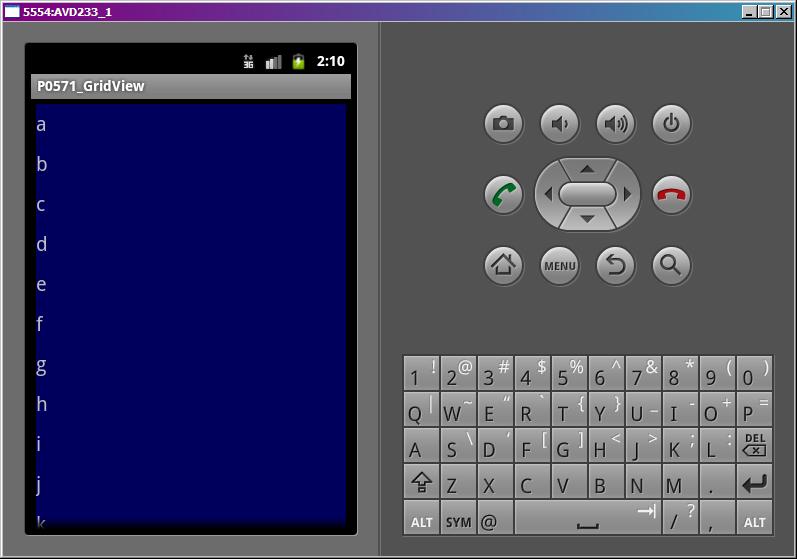 5554:AVD233_1
3G
2:10
P0571_GridView
a
b
c
d
e
f
g
h
i
j
k
MENU
1 ! 2 @ 3 # 4 $ 5 % 6 ^ 7 & 8 * 9 ( 0 )
Q | W ~ E “ R ` T { Y } U _ I - O + P =
A S \ D ‘ F [ G ] H < J > K ; L : DEL
Z X C V B N M .
ALT SYM @ / ? , ALT